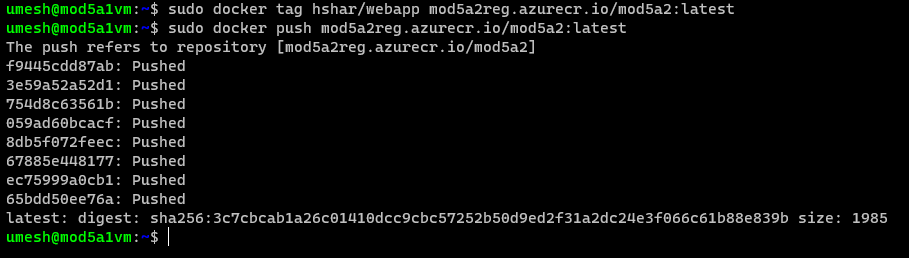 umesh@mod5a1vm:~$ sudo docker tag hshar/webapp mod5a2reg.azurecr.io/mod5a2:latest
umesh@mod5a1vm:~$ sudo docker push mod5a2reg.azurecr.io/mod5a2:latest
The push refers to repository [mod5a2reg.azurecr.io/mod5a2]
f9445cdd87ab: Pushed
3e59a52a52d1: Pushed
754d8c63561b: Pushed
059ad60bcacf: Pushed
8db5f072feec: Pushed
67885e448177: Pushed
ec75999a0cb1: Pushed
65bdd50ee76a: Pushed
latest: digest: sha256:3c7cbcab1a26c01410dcc9cbc57252b50d9ed2f31a2dc24e3f066c61b88e839b size: 1985
umesh@mod5a1vm:~$